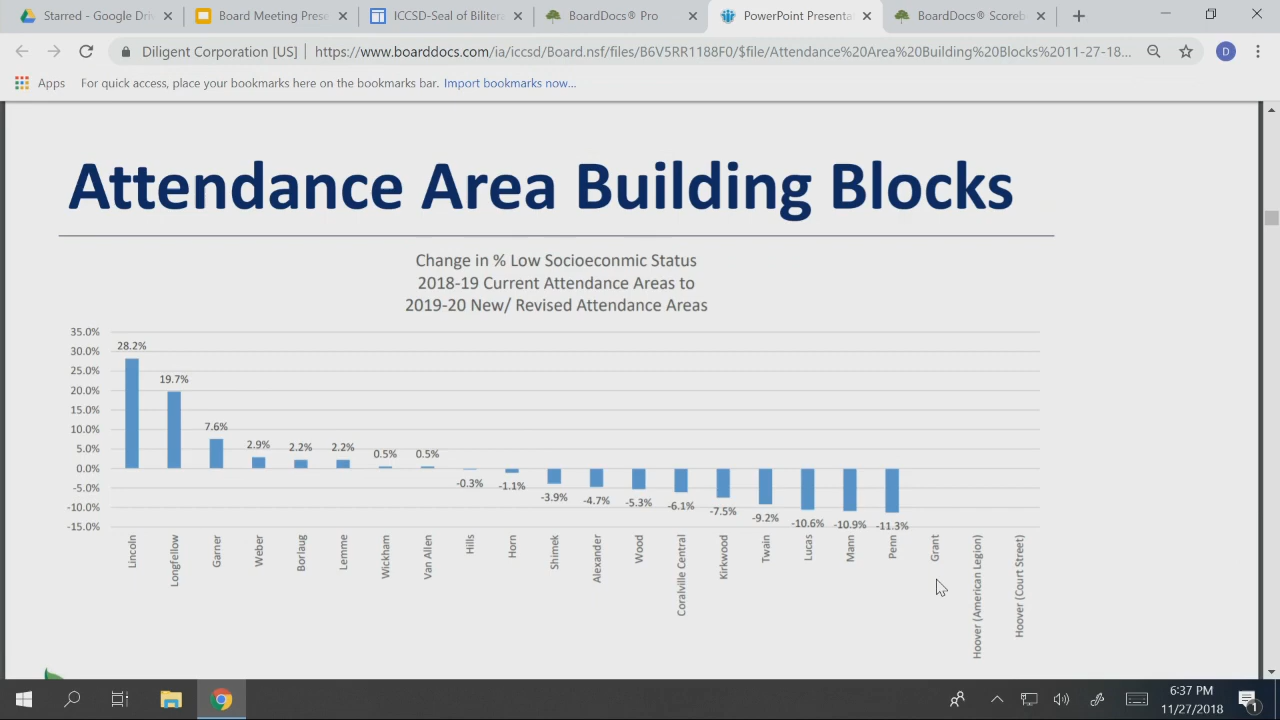 Starred - Google Driv
Board Meeting Prese
ICCSD-Seal of Bilitera
BoardDocs® Pro
PowerPoint Presenta
BoardDocs® Scoreb
Diligent Corporation [US]
https://www.boarddocs.com/ia/iccsd/Board.nsf/files/B6V5RR1188F0/$file/Attendance%20Area%20Building%20Blocks%2011-27-18...
D
Apps
For quick access, place your bookmarks here on the bookmarks bar. Import bookmarks now...
Attendance Area Building Blocks
Change in % Low Socioeconmic Status
2018-19 Current Attendance Areas to
2019-20 New/ Revised Attendance Areas
35.0%
30.0%
25.0%
20.0%
15.0%
10.0%
5.0%
0.0%
-5.0%
-10.0%
-15.0%
28.2%
19.7%
7.6%
2.9%
2.2%
2.2%
0.5%
0.5%
-0.3%
-1.1%
-3.9%
-4.7%
-5.3%
-6.1%
-7.5%
-9.2%
-10.6%
-10.9%
-11.3%
Lincoln
Longfellow
Garner
Weber
Borlaug
Lemme
Wickham
Van Allen
Hills
Horn
Shimek
Alexander
Wood
Coralville Central
Kirkwood
Twain
Lucas
Mann
Penn
Grant
Hoover (American Legion)
Hoover (Court Street)
6:37 PM
11/27/2018
1